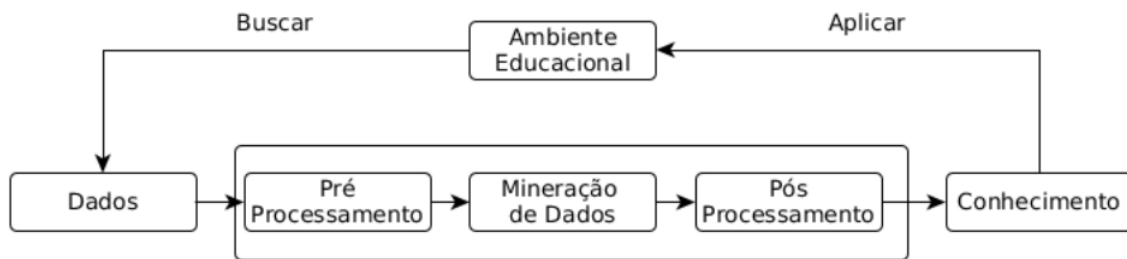 Buscar
Aplicar
Ambiente
Educacional
Dados
Pré
Processamento
Mineração
de Dados
Pós
Processamento
Conhecimento